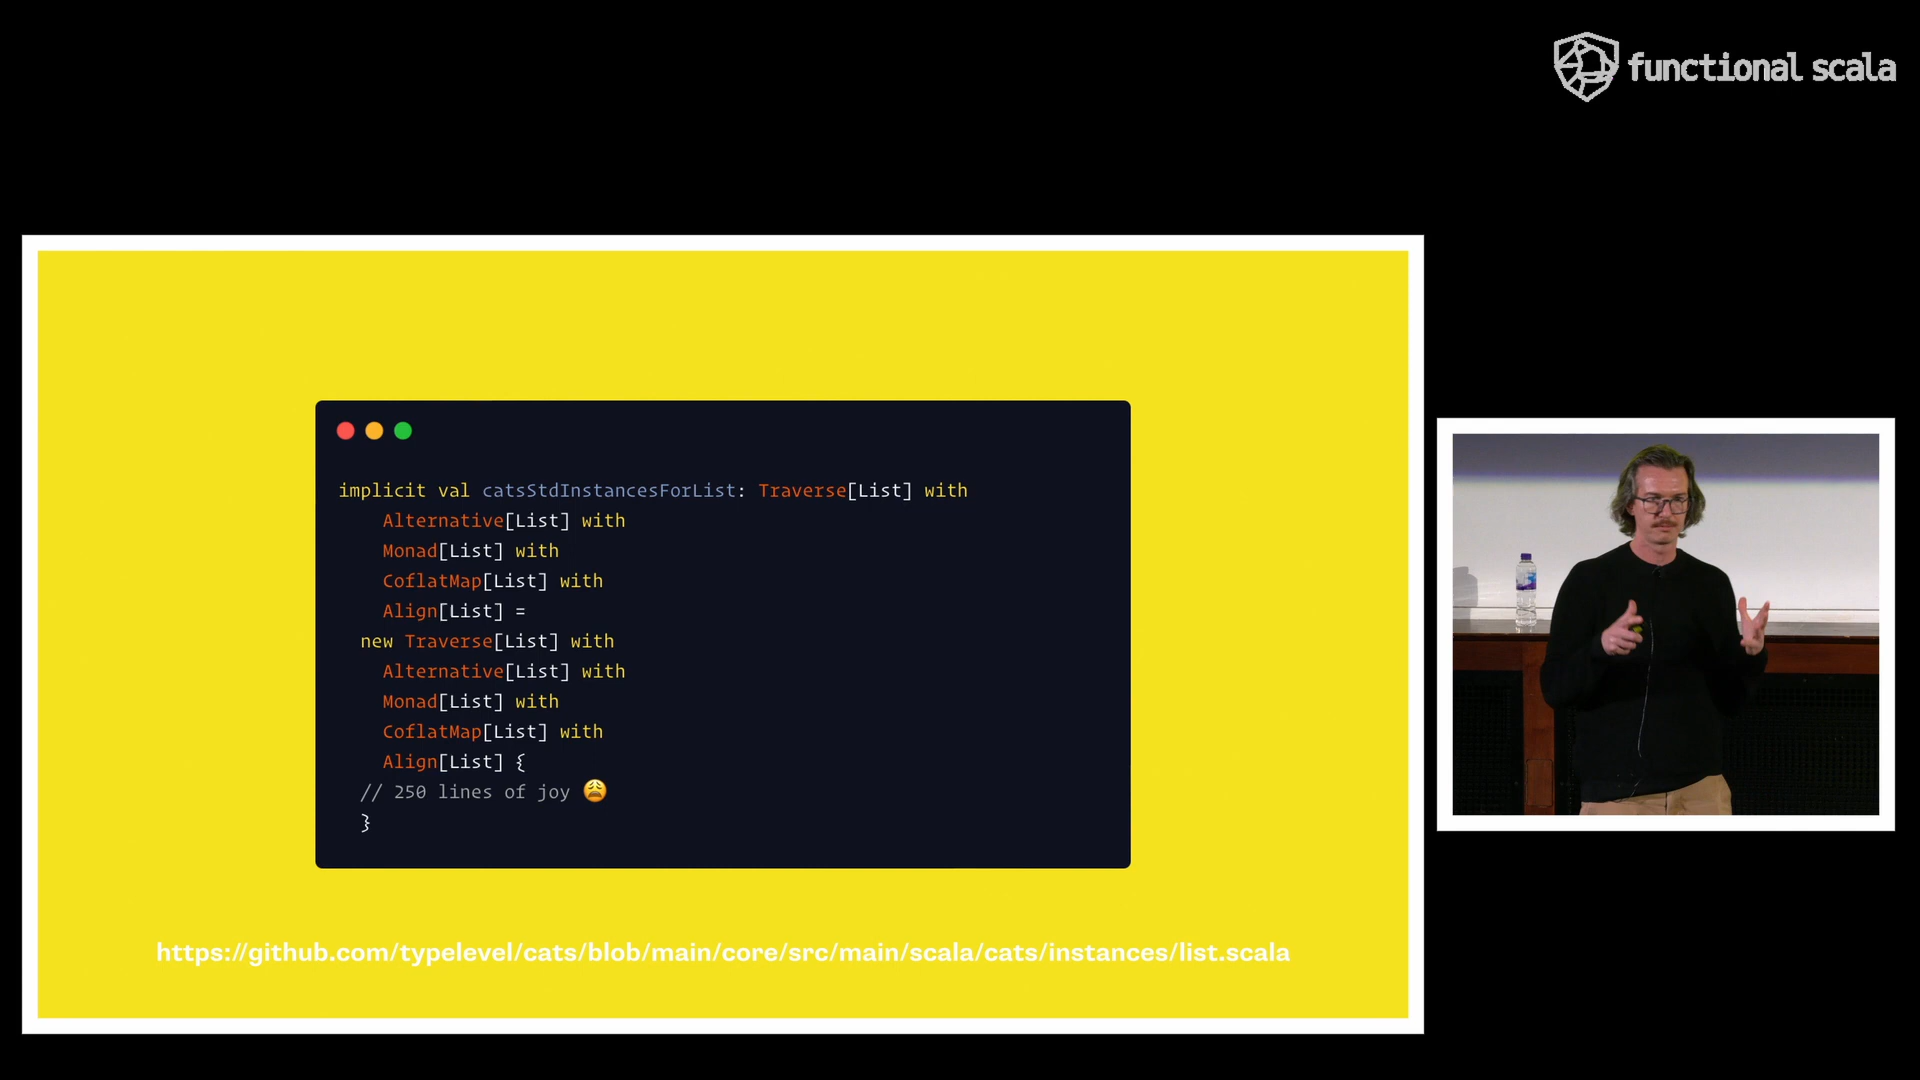 functional scala
implicit val catsStdInstancesForList: Traverse[List] with
    Alternative[List] with
    Monad[List] with
    CoflatMap[List] with
    Align[List] =
  new Traverse[List] with
    Alternative[List] with
    Monad[List] with
    CoflatMap[List] with
    Align[List] {
  // 250 lines of joy 😩
  }
https://github.com/typelevel/cats/blob/main/core/src/main/scala/cats/instances/list.scala